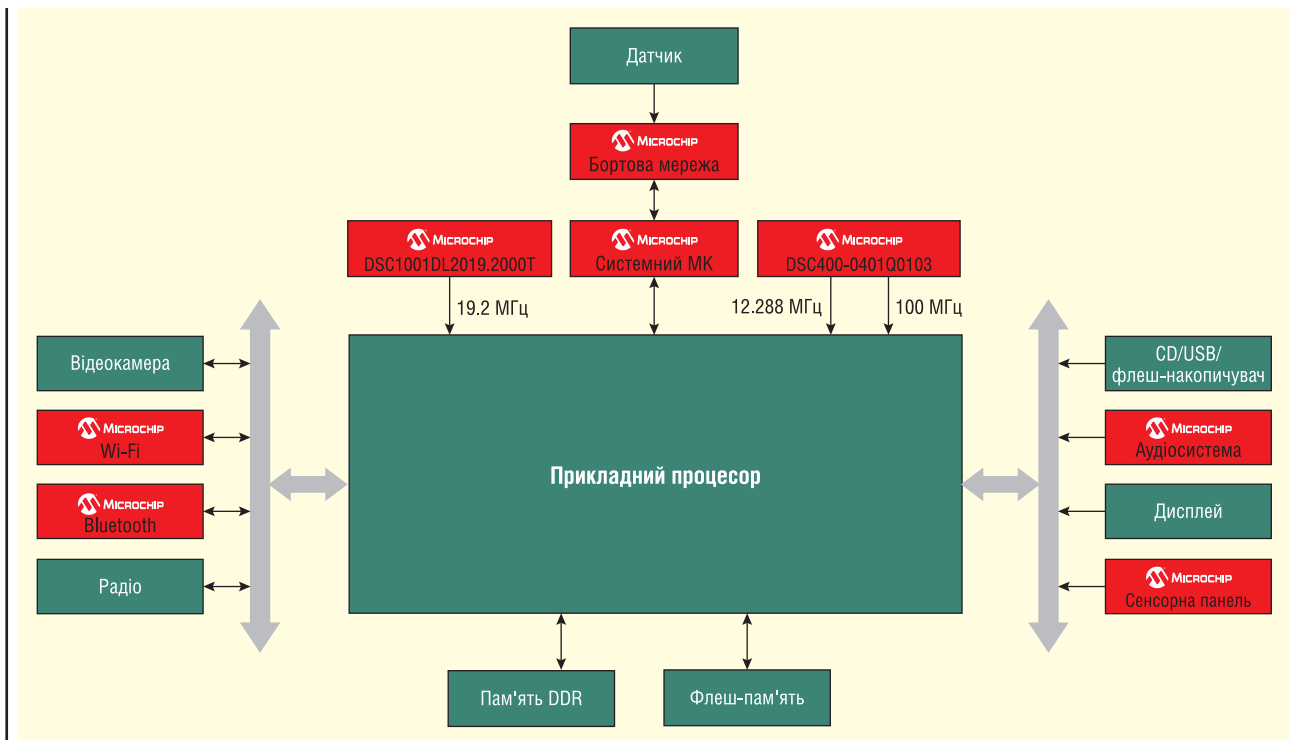 Датчик
MICROCHIP
Бортова мережа
MICROCHIP
DSC1001DL2019.2000T
MICROCHIP
Системний МК
MICROCHIP
DSC400-0401Q0103
19.2 МГц
12.288 МГц
100 МГц
Відеокамера
MICROCHIP
Wi-Fi
MICROCHIP
Bluetooth
Радіо
Прикладний процесор
CD/USB/
флеш-накопичувач
MICROCHIP
Аудіосистема
Дисплей
MICROCHIP
Сенсорна панель
Пам'ять DDR
Флеш-пам'ять